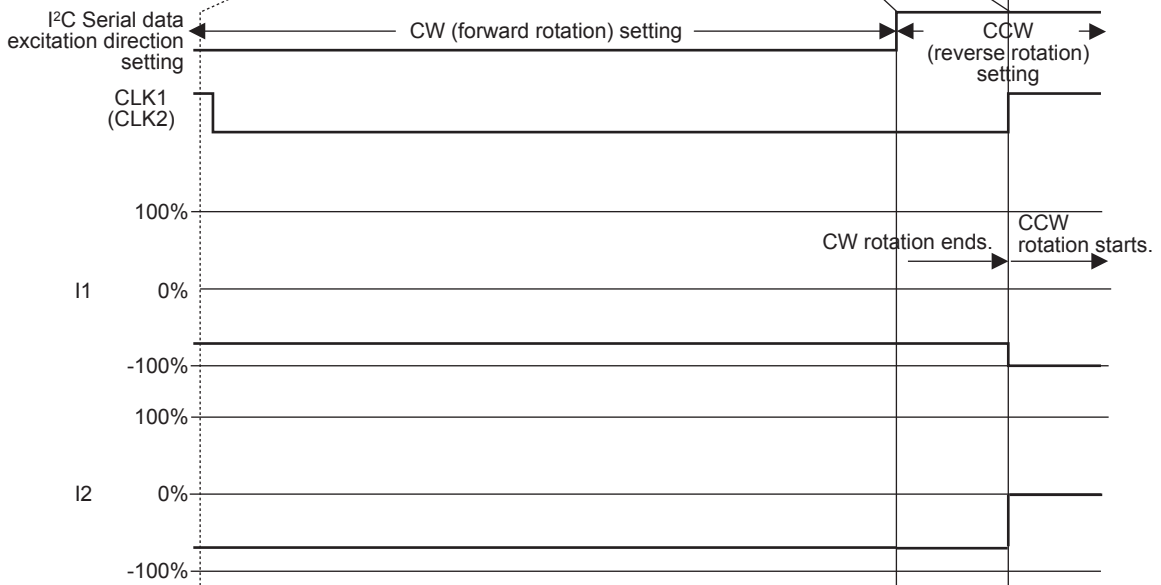 I²C Serial data
excitation direction
setting
CW (forward rotation) setting
CCW
(reverse rotation)
setting
CLK1
(CLK2)
100%
CW rotation ends.
CCW
rotation starts.
I1
0%
-100%
100%
I2
0%
-100%